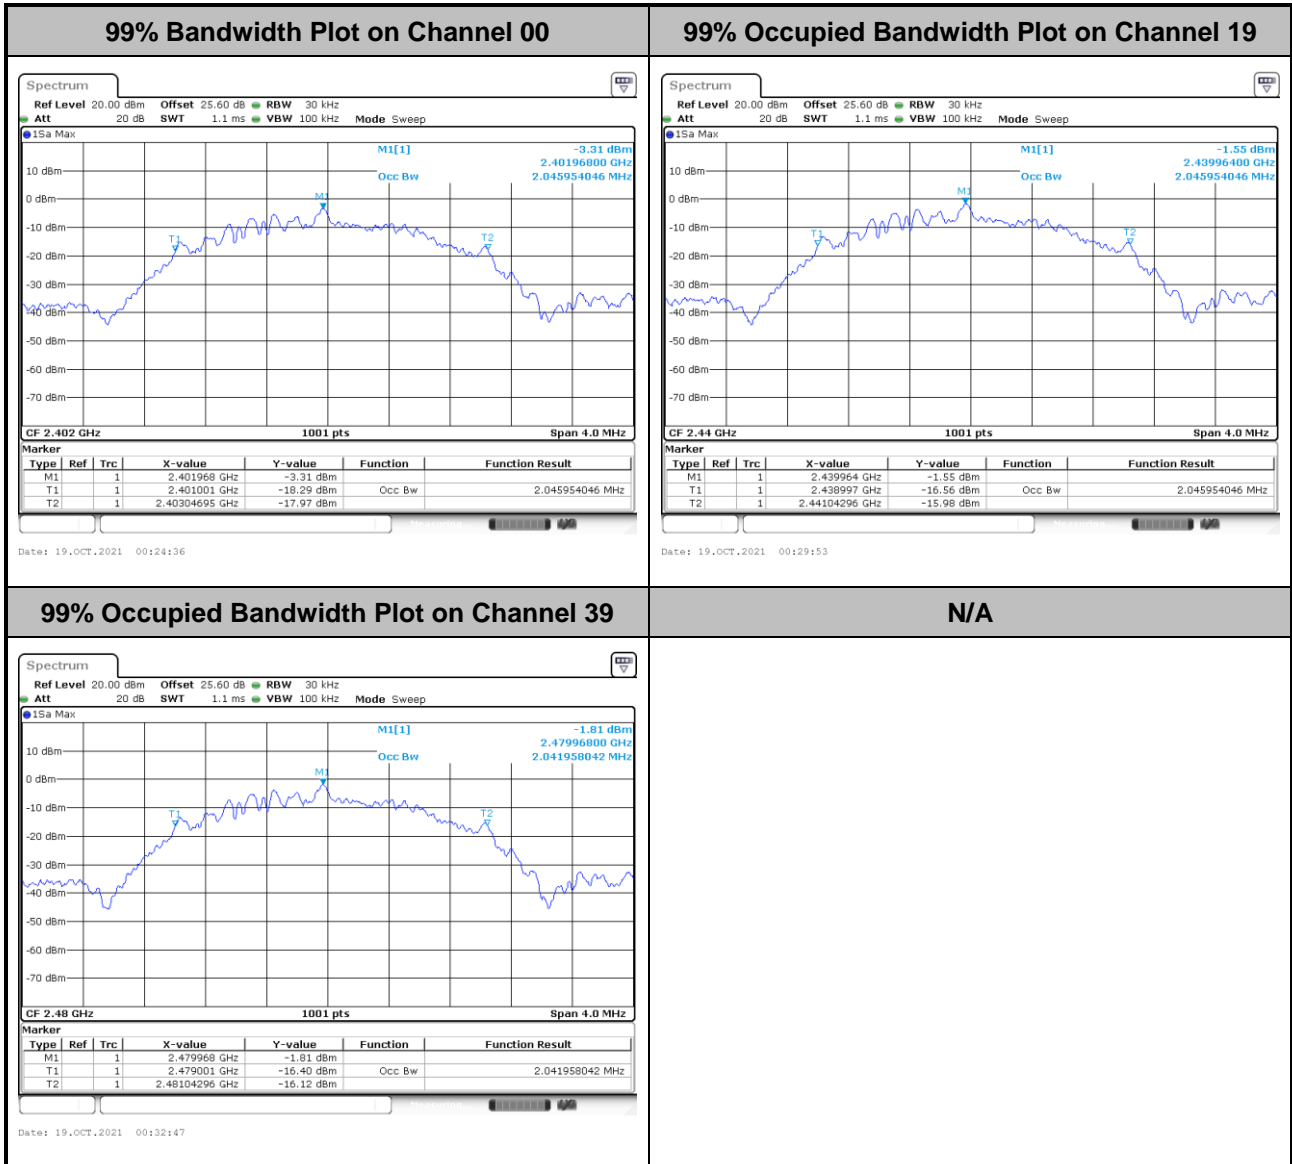 99% Bandwidth Plot on Channel 00
Spectrum
Ref Level 20.00 dBm Offset 25.60 dB RBW 30 kHz
Att 20 dB SWT 1.1 ms VBW 100 kHz Mode Sweep
1Sa Max
M1[1] -3.31 dBm
2.40196800 GHz
Occ Bw 2.045954046 MHz
10 dBm
0 dBm
-10 dBm
-20 dBm
-30 dBm
-40 dBm
-50 dBm
-60 dBm
-70 dBm
M1
T1
T2
CF 2.402 GHz 1001 pts Span 4.0 MHz
Marker
Type Ref Trc X-value Y-value Function Function Result
M1 1 2.401968 GHz -3.31 dBm
T1 1 2.401001 GHz -18.29 dBm Occ Bw 2.045954046 MHz
T2 1 2.40304695 GHz -17.97 dBm
Date: 19.OCT.2021 00:24:36
99% Occupied Bandwidth Plot on Channel 19
Spectrum
Ref Level 20.00 dBm Offset 25.60 dB RBW 30 kHz
Att 20 dB SWT 1.1 ms VBW 100 kHz Mode Sweep
1Sa Max
M1[1] -1.55 dBm
2.43996400 GHz
Occ Bw 2.045954046 MHz
10 dBm
0 dBm
-10 dBm
-20 dBm
-30 dBm
-40 dBm
-50 dBm
-60 dBm
-70 dBm
M1
T1
T2
CF 2.44 GHz 1001 pts Span 4.0 MHz
Marker
Type Ref Trc X-value Y-value Function Function Result
M1 1 2.439964 GHz -1.55 dBm
T1 1 2.438997 GHz -16.56 dBm Occ Bw 2.045954046 MHz
T2 1 2.44104296 GHz -15.98 dBm
Date: 19.OCT.2021 00:29:53
99% Occupied Bandwidth Plot on Channel 39
Spectrum
Ref Level 20.00 dBm Offset 25.60 dB RBW 30 kHz
Att 20 dB SWT 1.1 ms VBW 100 kHz Mode Sweep
1Sa Max
M1[1] -1.81 dBm
2.47996800 GHz
Occ Bw 2.041958042 MHz
10 dBm
0 dBm
-10 dBm
-20 dBm
-30 dBm
-40 dBm
-50 dBm
-60 dBm
-70 dBm
M1
T1
T2
CF 2.48 GHz 1001 pts Span 4.0 MHz
Marker
Type Ref Trc X-value Y-value Function Function Result
M1 1 2.479968 GHz -1.81 dBm
T1 1 2.479001 GHz -16.40 dBm Occ Bw 2.041958042 MHz
T2 1 2.48104296 GHz -16.12 dBm
Date: 19.OCT.2021 00:32:47
N/A